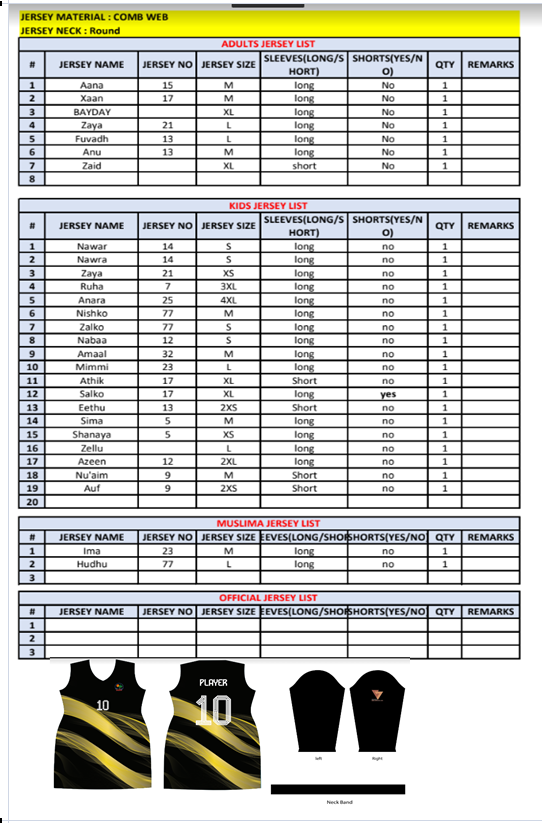 JERSEY MATERIAL : COMB WEB
JERSEY NECK : Round
ADULTS JERSEY LIST
# JERSEY NAME JERSEY NO JERSEY SIZE SLEEVES(LONG/SHORT) SHORTS(YES/NO) QTY REMARKS
1 Aana 15 M long No 1
2 Xaan 17 M long No 1
3 BAYDAY XL long No 1
4 Zaya 21 L long No 1
5 Fuvadh 13 L long No 1
6 Anu 13 M long No 1
7 Zaid XL short No 1
8
KIDS JERSEY LIST
# JERSEY NAME JERSEY NO JERSEY SIZE SLEEVES(LONG/SHORT) SHORTS(YES/NO) QTY REMARKS
1 Nawar 14 S long no 1
2 Nawra 14 S long no 1
3 Zaya 21 XS long no 1
4 Ruha 7 3XL long no 1
5 Anara 25 4XL long no 1
6 Nishko 77 M long no 1
7 Zalko 77 S long no 1
8 Nabaa 12 S long no 1
9 Amaal 32 M long no 1
10 Mimmi 23 L long no 1
11 Athik 17 XL Short no 1
12 Salko 17 XL long yes 1
13 Eethu 13 2XS Short no 1
14 Sima 5 M long no 1
15 Shanaya 5 XS long no 1
16 Zellu L long no 1
17 Azeen 12 2XL long no 1
18 Nu'aim 9 M Short no 1
19 Auf 9 2XS Short no 1
20
MUSLIMA JERSEY LIST
# JERSEY NAME JERSEY NO JERSEY SIZE EEVES(LONG/SHOR SHORTS(YES/NO) QTY REMARKS
1 Ima 23 M long no 1
2 Hudhu 77 L long no 1
3
OFFICIAL JERSEY LIST
# JERSEY NAME JERSEY NO JERSEY SIZE EEVES(LONG/SHOR SHORTS(YES/NO) QTY REMARKS
1
2
3
PLAYER
10
10
left
Right
Neck Band